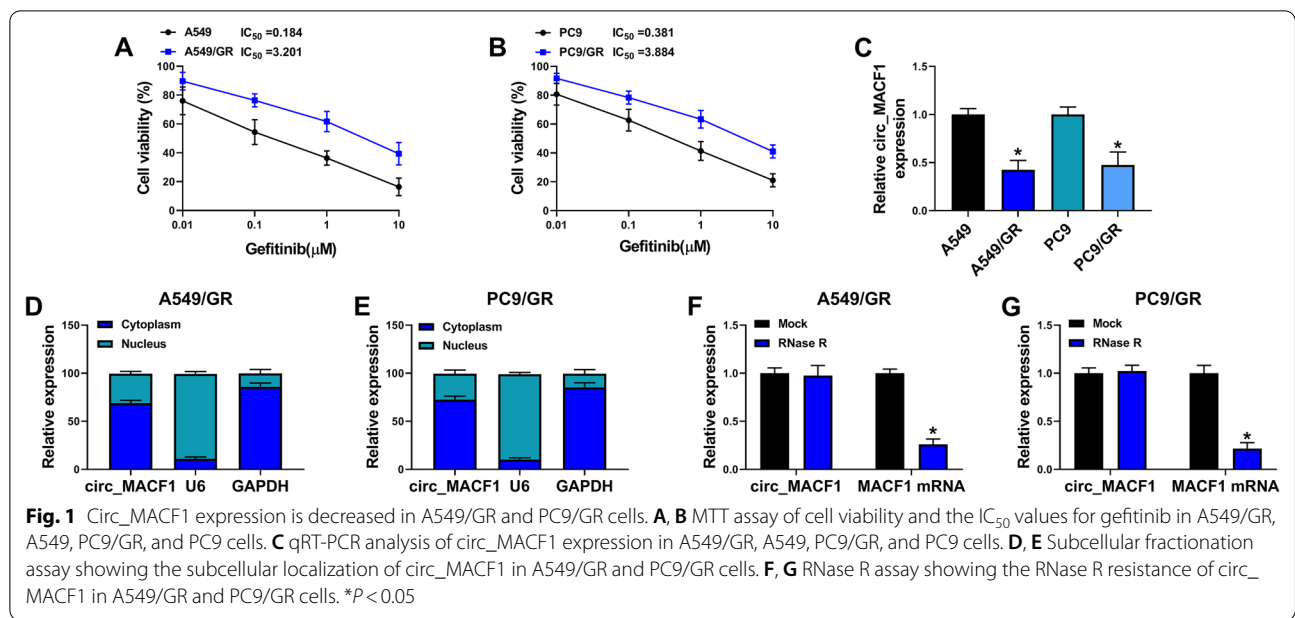 A
A549 IC50 =0.184
A549/GR IC50 =3.201
Cell viability (%)
100
80
60
40
20
0
0.01 0.1 1 10
Gefitinib(μM)
B
PC9 IC50 =0.381
PC9/GR IC50 =3.884
Cell viability (%)
100
80
60
40
20
0
0.01 0.1 1 10
Gefitinib(μM)
C
Relative circ_MACF1
expression
1.5
1.0
0.5
0.0
* *
A549 A549/GR PC9 PC9/GR
D
A549/GR
Cytoplasm
Nucleus
Relative expression
150
100
50
0
circ_MACF1 U6 GAPDH
E
PC9/GR
Cytoplasm
Nucleus
Relative expression
150
100
50
0
circ_MACF1 U6 GAPDH
F
A549/GR
Mock
RNase R
Relative expression
1.5
1.0
0.5
0.0
*
circ_MACF1 MACF1 mRNA
G
PC9/GR
Mock
RNase R
Relative expression
1.5
1.0
0.5
0.0
*
circ_MACF1 MACF1 mRNA
Fig. 1 Circ_MACF1 expression is decreased in A549/GR and PC9/GR cells. A, B MTT assay of cell viability and the IC50 values for gefitinib in A549/GR,
A549, PC9/GR, and PC9 cells. C qRT-PCR analysis of circ_MACF1 expression in A549/GR, A549, PC9/GR, and PC9 cells. D, E Subcellular fractionation
assay showing the subcellular localization of circ_MACF1 in A549/GR and PC9/GR cells. F, G RNase R assay showing the RNase R resistance of circ_
MACF1 in A549/GR and PC9/GR cells. *P < 0.05